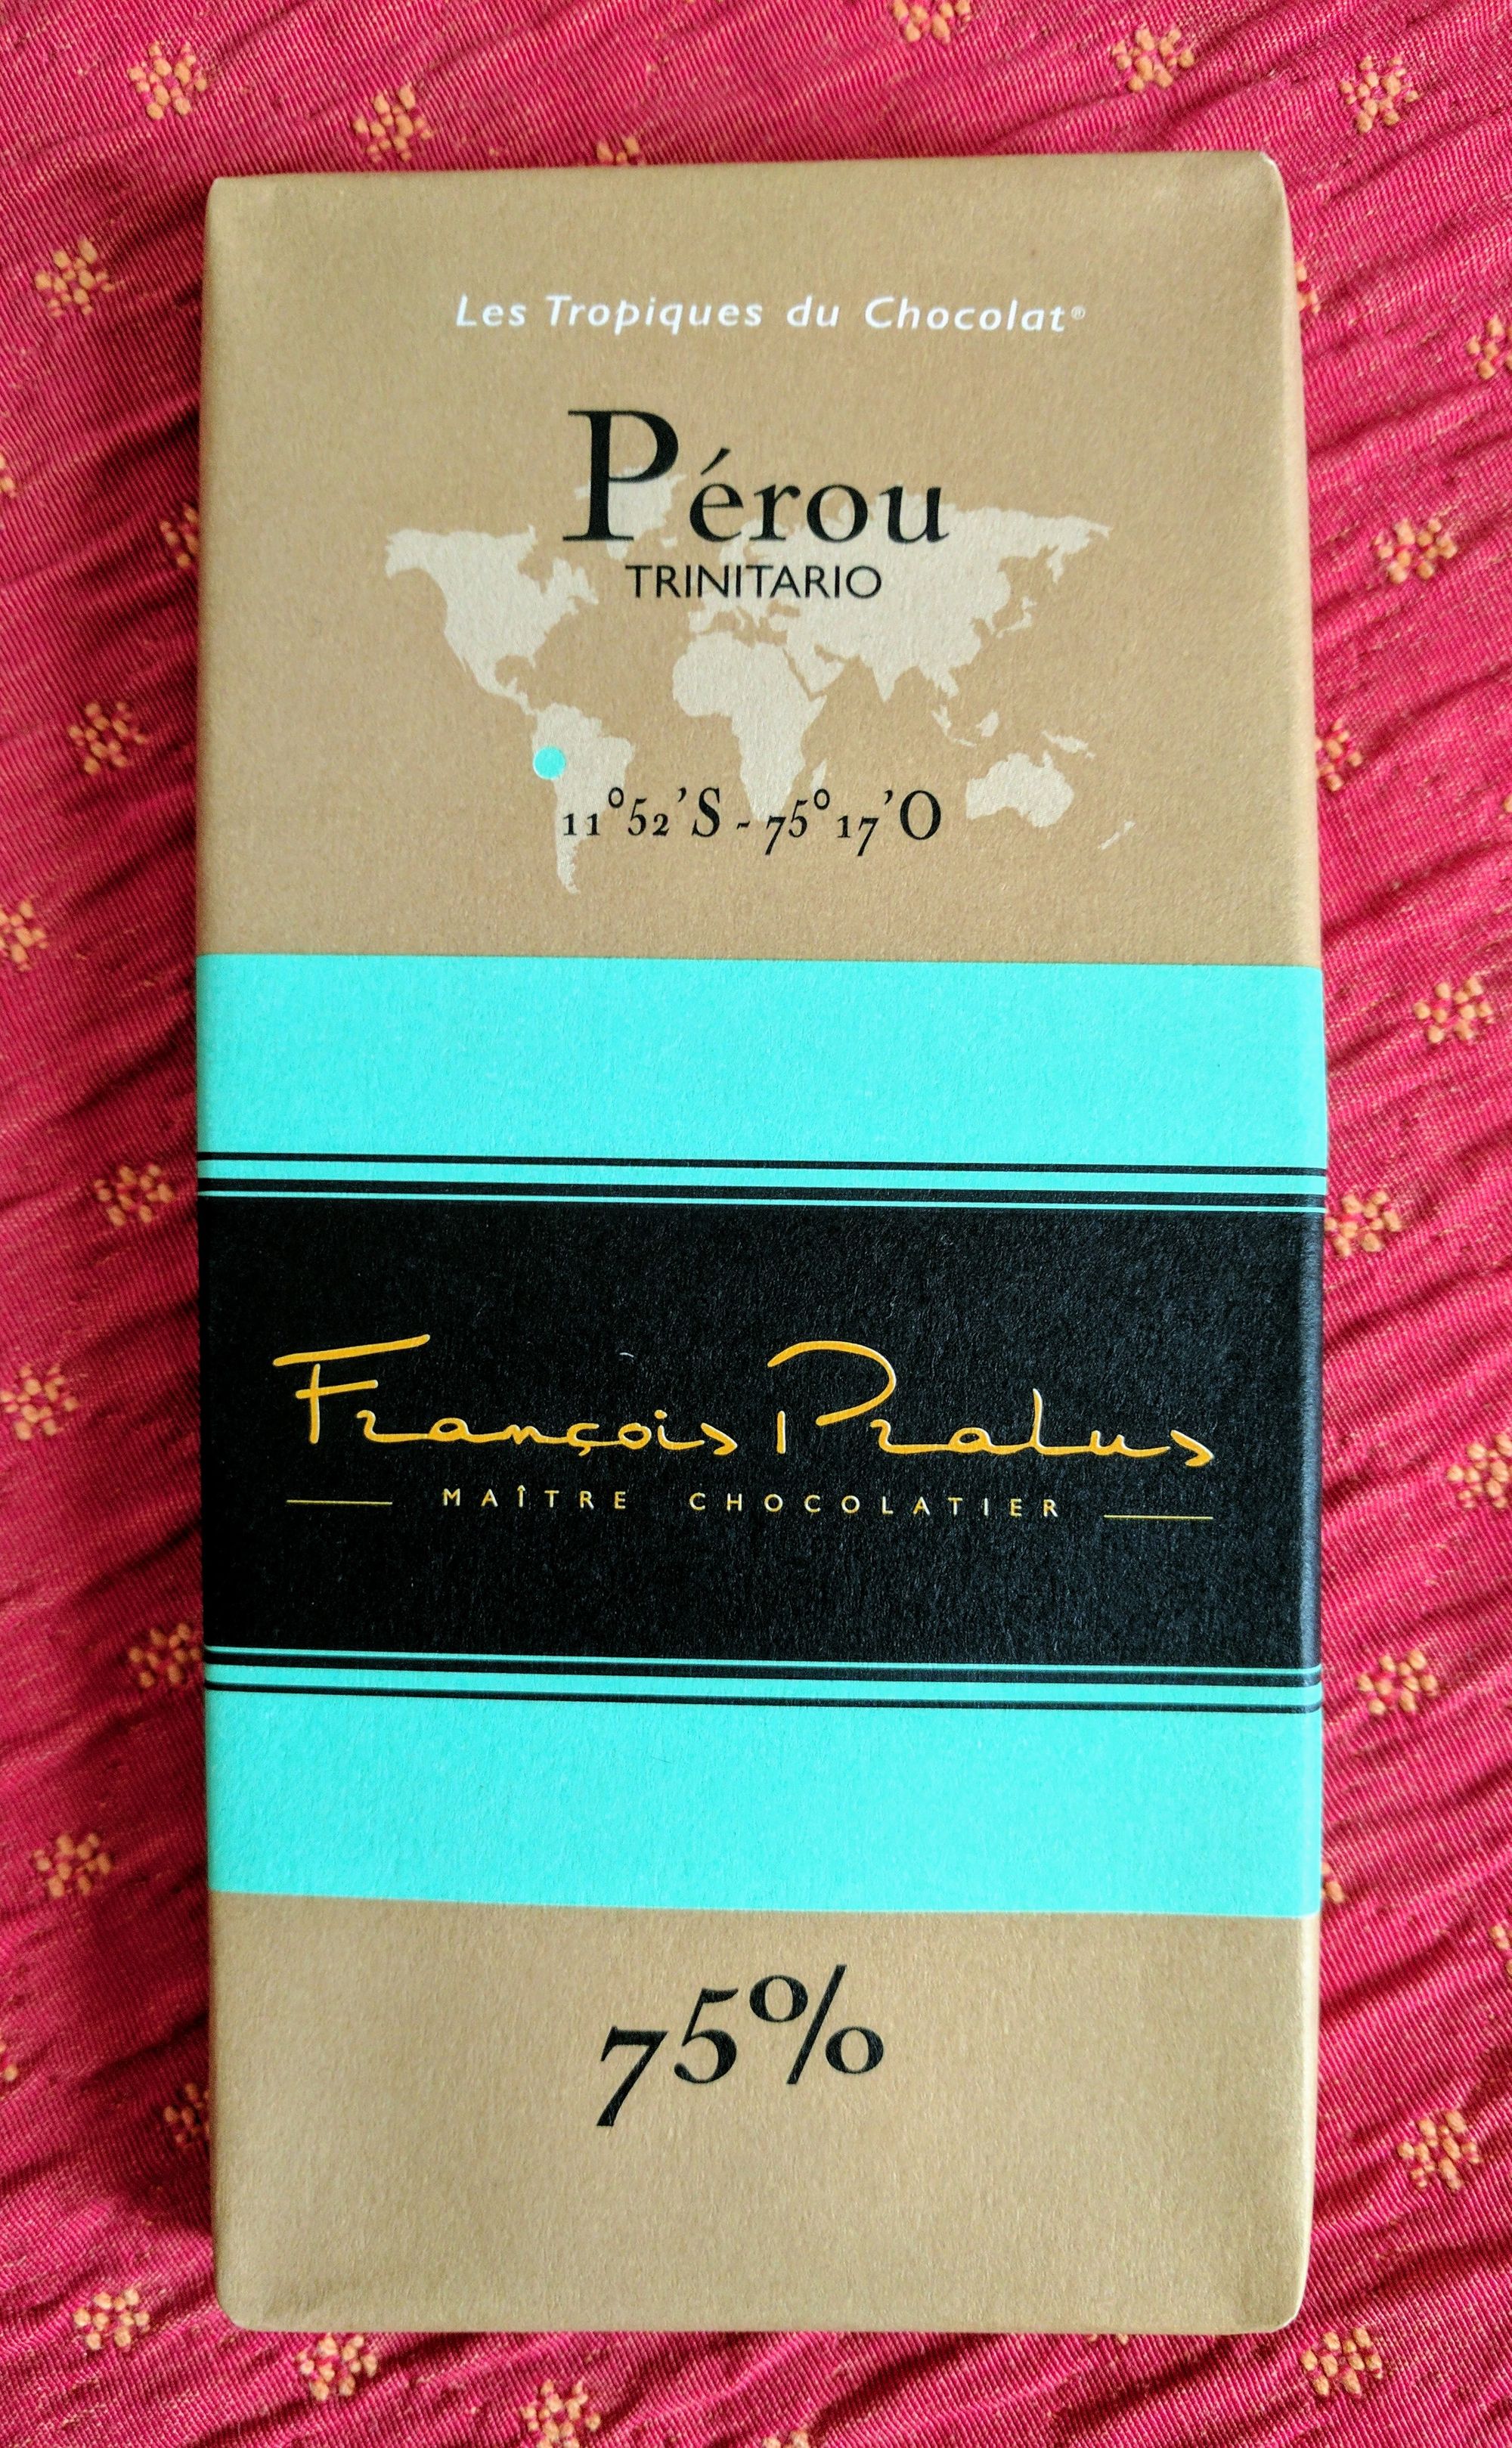 Les Tropiques du Chocolat®
Pérou
TRINITARIO
11°52'S - 75°17'O
François Pralus
MAÎTRE CHOCOLATIER
75%